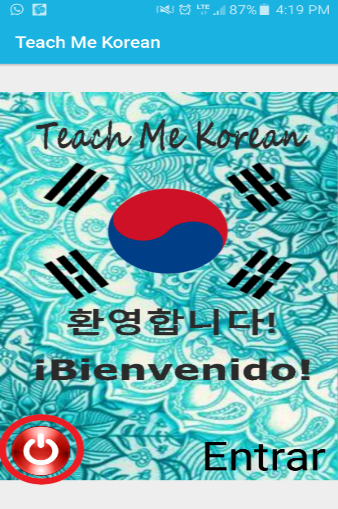 LTE 87% 4:19 PM
Teach Me Korean
Teach Me Korean
환영합니다!
¡Bienvenido!
Entrar